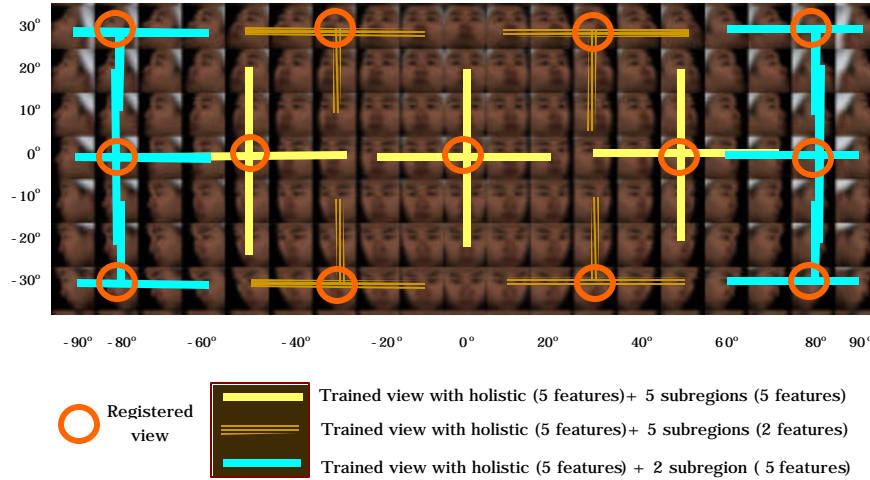 30°
20°
10°
0°
-10°
-20°
-30°
-90° -80° -60° -40° -20° 0° 20° 40° 60° 80° 90°
Registered
view
Trained view with holistic (5 features)+ 5 subregions (5 features)
Trained view with holistic (5 features)+ 5 subregions (2 features)
Trained view with holistic (5 features) + 2 subregion ( 5 features)